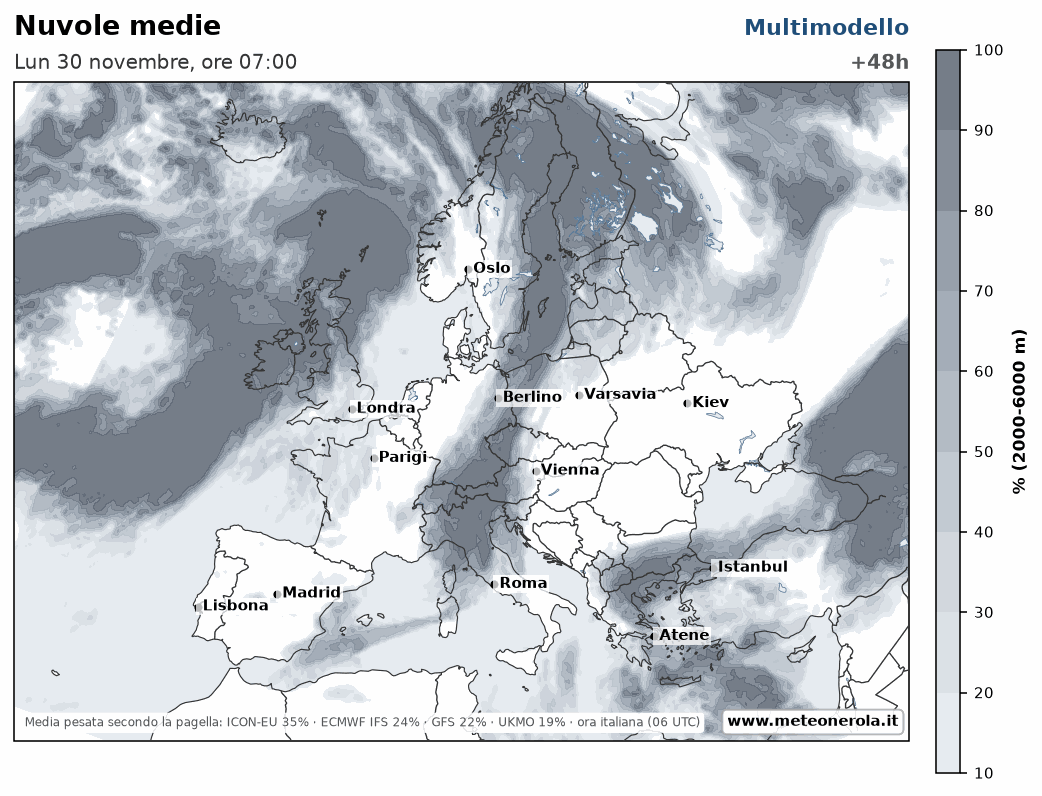 Nuvole medie
Multimodello
Lun 30 novembre, ore 07:00
+48h
100
90
80
70
60
50
40
30
20
10
% (2000-6000 m)
Oslo
Berlino
Varsavia
Kiev
Londra
Parigi
Vienna
Istanbul
Roma
Madrid
Lisbona
Atene
Media pesata secondo la pagella: ICON-EU 35% · ECMWF IFS 24% · GFS 22% · UKMO 19% · ora italiana (06 UTC)
www.meteonerola.it